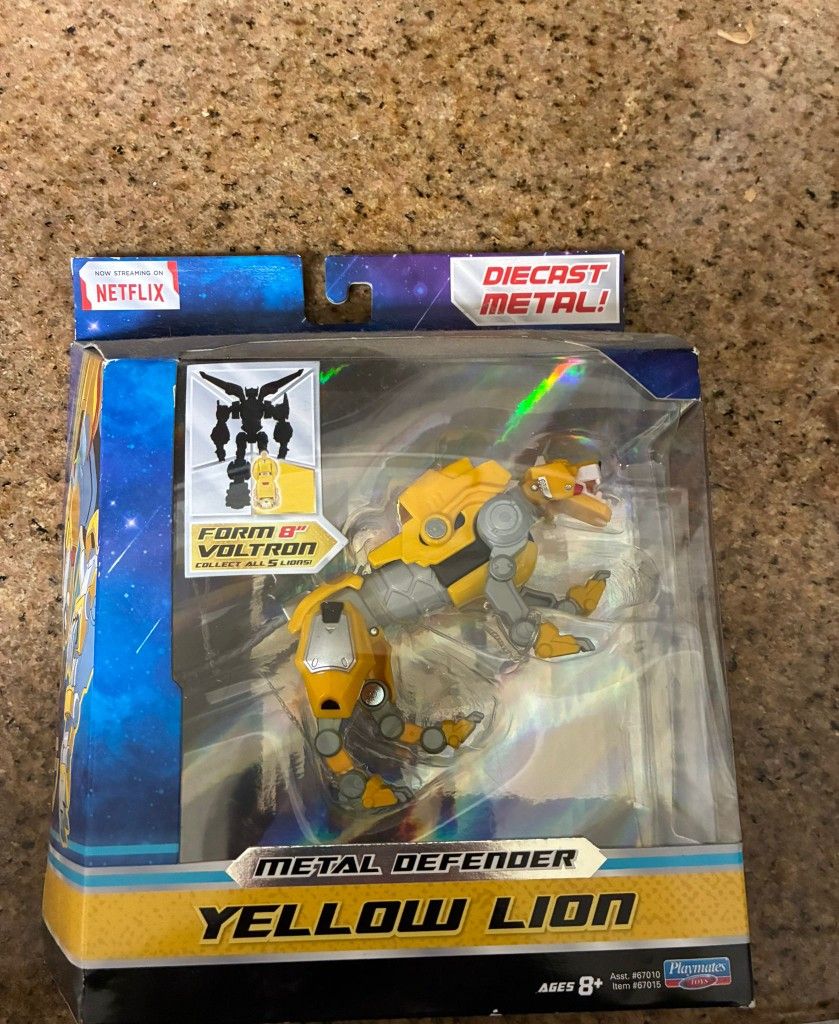 NOW STREAMING ON
NETFLIX
DIECAST
METAL!
FORM 8"
VOLTRON
COLLECT ALL 5 LIONS!
METAL DEFENDER
YELLOW LION
AGES 8+
Asst. #67010
Item #67015
Playmates
TOYS